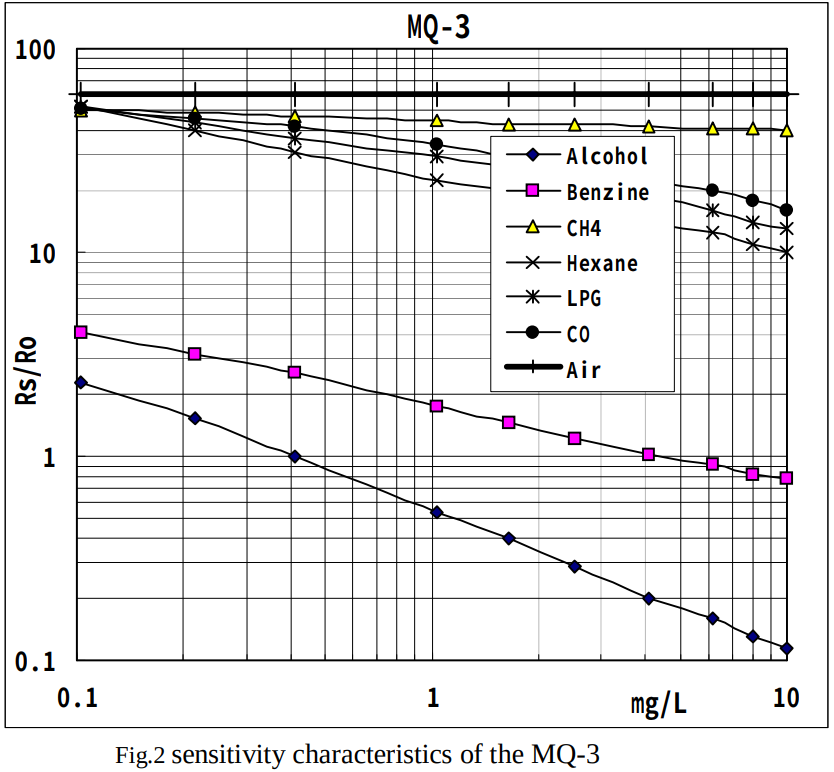 MQ-3
100
10
1
0.1
Rs/Ro
Alcohol
Benzine
CH4
Hexane
LPG
CO
Air
0.1 1 mg/L 10
Fig.2 sensitivity characteristics of the MQ-3